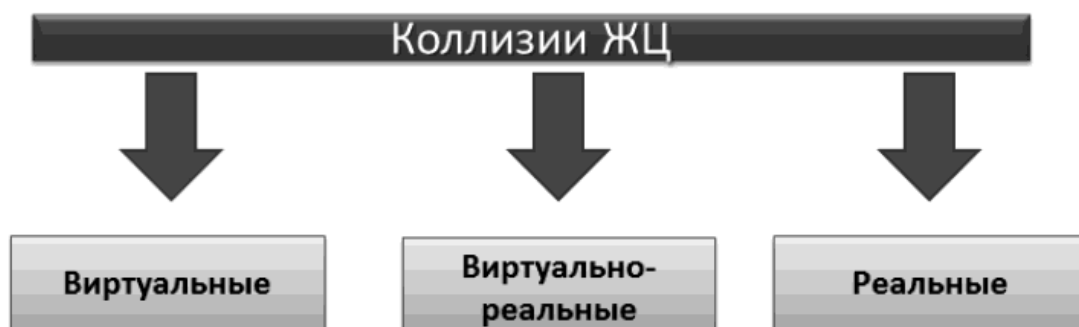 Коллизии ЖЦ
Виртуальные
Виртуально-
реальные
Реальные